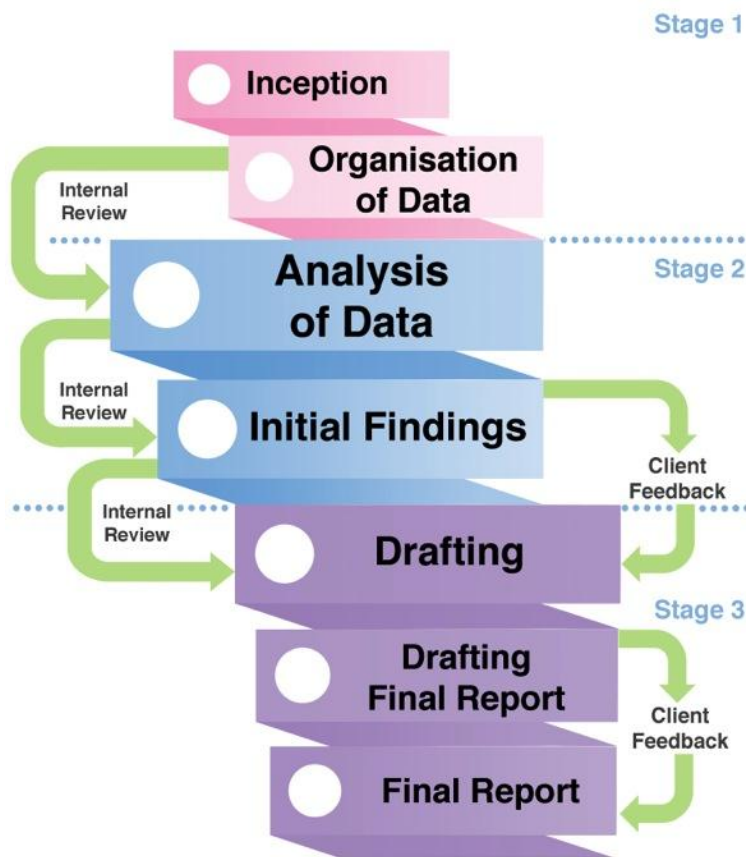 Stage 1
Inception
Organisation
of Data
Internal
Review
Stage 2
Analysis
of Data
Internal
Review
Initial Findings
Client
Feedback
Internal
Review
Drafting
Stage 3
Drafting
Final Report
Client
Feedback
Final Report